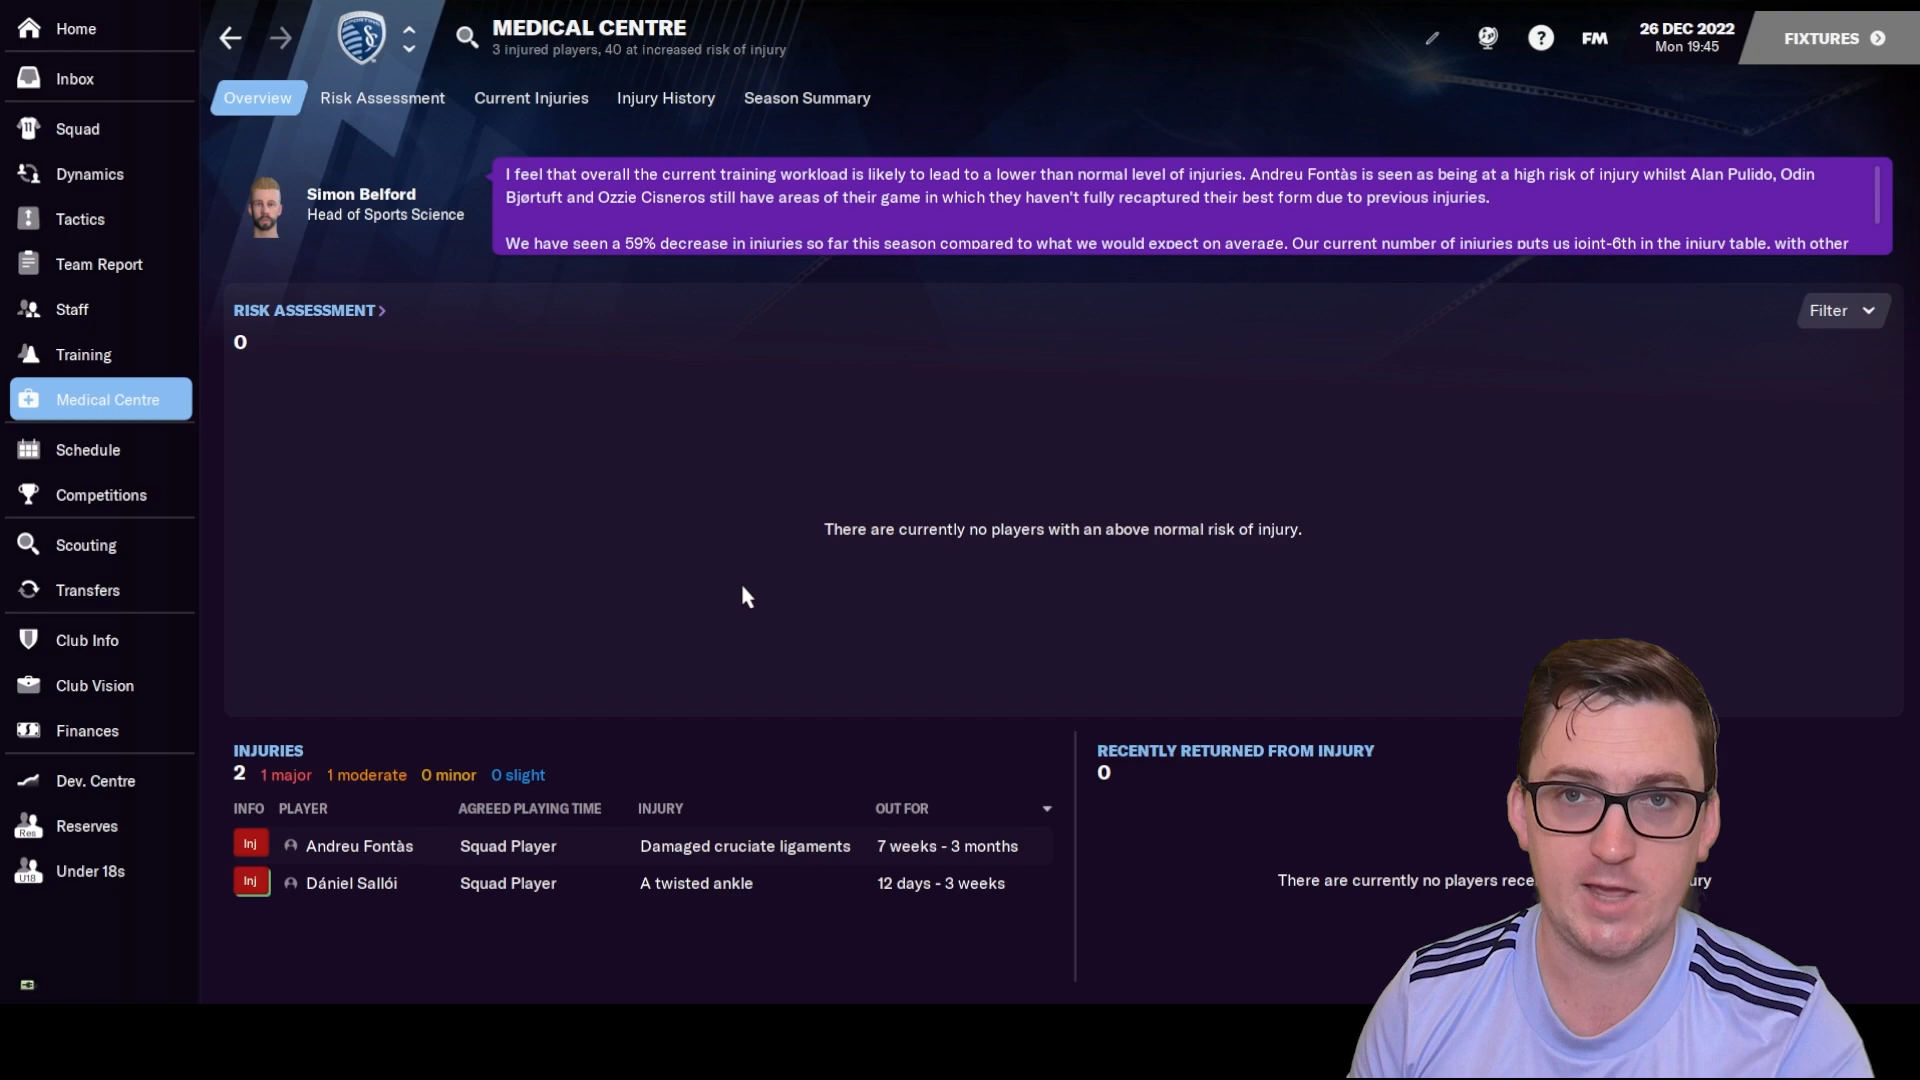 Home
Inbox
Squad
Dynamics
Tactics
Team Report
Staff
Training
Medical Centre
Schedule
Competitions
Scouting
Transfers
Club Info
Club Vision
Finances
Dev. Centre
Res
Reserves
U18
Under 18s
SPORTING
MEDICAL CENTRE
3 injured players, 40 at increased risk of injury
?
FM
26 DEC 2022
Mon 19:45
FIXTURES
Overview
Risk Assessment
Current Injuries
Injury History
Season Summary
Simon Belford
Head of Sports Science
I feel that overall the current training workload is likely to lead to a lower than normal level of injuries. Andreu Fontàs is seen as being at a high risk of injury whilst Alan Pulido, Odin
Bjørtuft and Ozzie Cisneros still have areas of their game in which they haven't fully recaptured their best form due to previous injuries.
We have seen a 59% decrease in injuries so far this season compared to what we would expect on average. Our current number of injuries puts us joint-6th in the injury table, with other
RISK ASSESSMENT >
0
Filter
There are currently no players with an above normal risk of injury.
INJURIES
2 1 major 1 moderate 0 minor 0 slight
INFO PLAYER AGREED PLAYING TIME INJURY OUT FOR
Inj Andreu Fontàs Squad Player Damaged cruciate ligaments 7 weeks - 3 months
Inj Dániel Sallói Squad Player A twisted ankle 12 days - 3 weeks
RECENTLY RETURNED FROM INJURY
0
There are currently no players rece ury